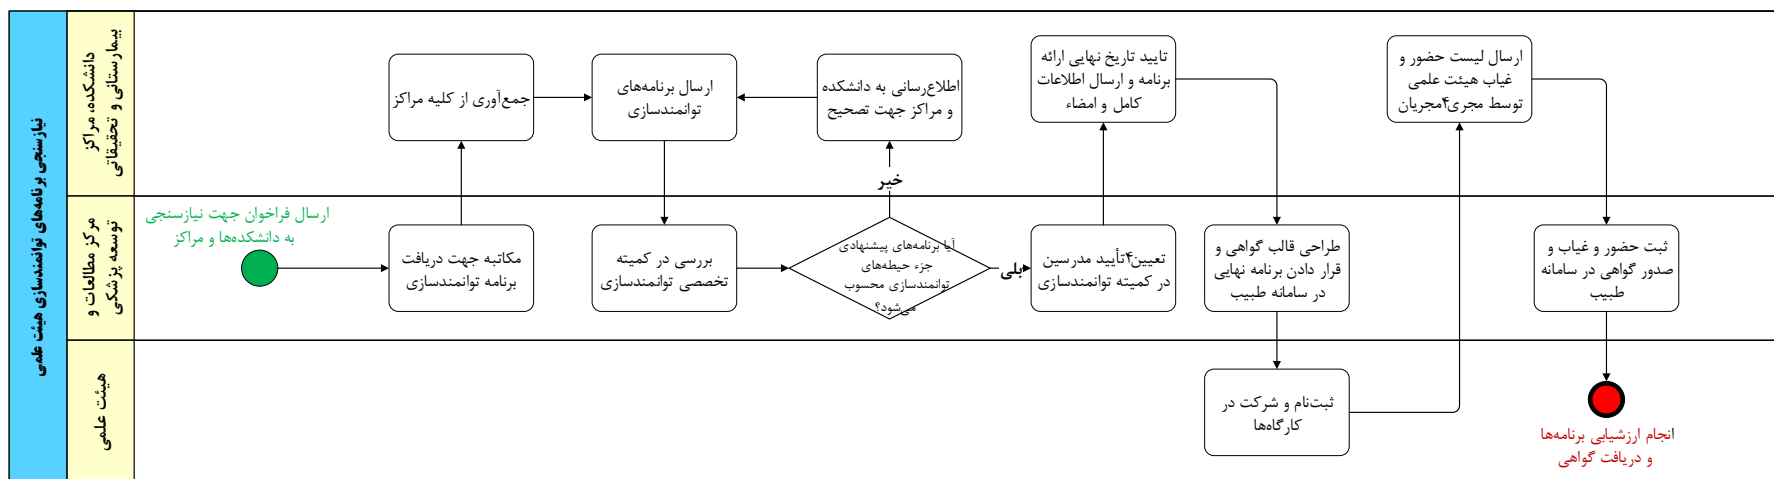 نیازسنجی برنامه‌های توانمندسازی هیئت علمی
دانشکده، مراکز
بیمارستانی و تحقیقاتی
مرکز مطالعات و
توسعه پزشکی
هیئت علمی
ارسال فراخوان جهت نیازسنجی
به دانشکده‌ها و مراکز
مکاتبه جهت دریافت
برنامه توانمندسازی
جمع‌آوری از کلیه مراکز
ارسال برنامه‌های
توانمندسازی
بررسی در کمیته
تخصصی توانمندسازی
آیا برنامه‌های پیشنهادی
جزء حیطه‌های
توانمندسازی محسوب
می‌شود؟
خیر
اطلاع‌رسانی به دانشکده
و مراکز جهت تصحیح
بلی
تعیین۴تأیید مدرسین
در کمیته توانمندسازی
تایید تاریخ نهایی ارائه
برنامه و ارسال اطلاعات
کامل و امضاء
طراحی قالب گواهی و
قرار دادن برنامه نهایی
در سامانه طبیب
ثبت‌نام و شرکت در
کارگاه‌ها
ارسال لیست حضور و
غیاب هیئت علمی
توسط مجری۴مجریان
ثبت حضور و غیاب و
صدور گواهی در سامانه
طبیب
انجام ارزشیابی برنامه‌ها
و دریافت گواهی